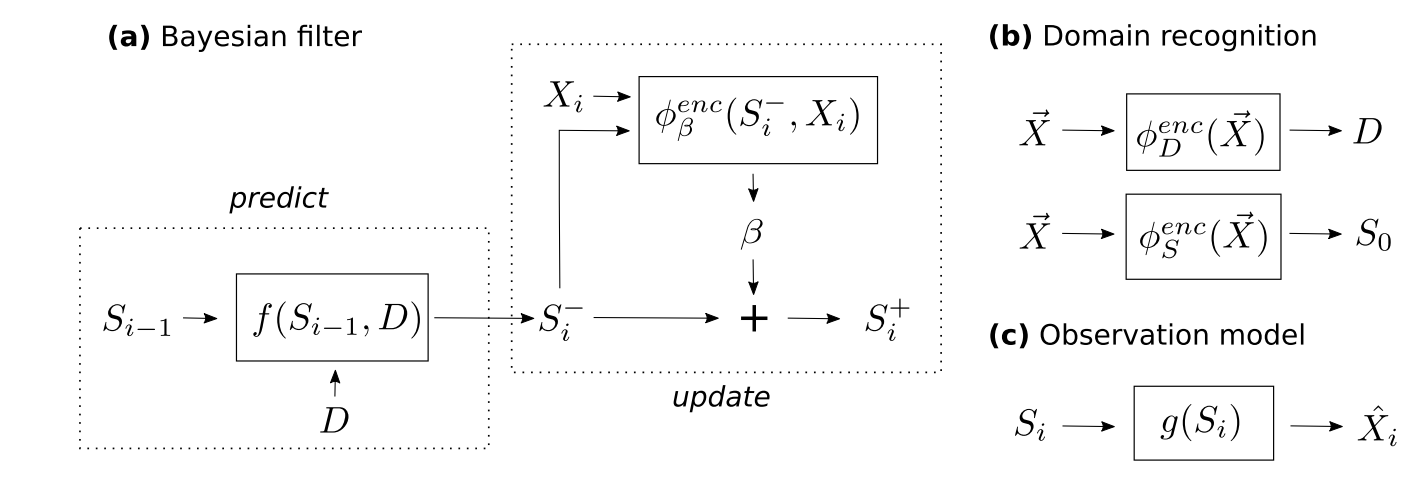 (a) Bayesian filter
predict
S_{i-1}
f(S_{i-1}, D)
D
X_i
\phi_{\beta}^{enc}(S_i^-, X_i)
β
S_i^-
+
S_i^+
update
(b) Domain recognition
\vec{X}
\phi_D^{enc}(\vec{X})
D
\vec{X}
\phi_S^{enc}(\vec{X})
S_0
(c) Observation model
S_i
g(S_i)
\hat{X}_i